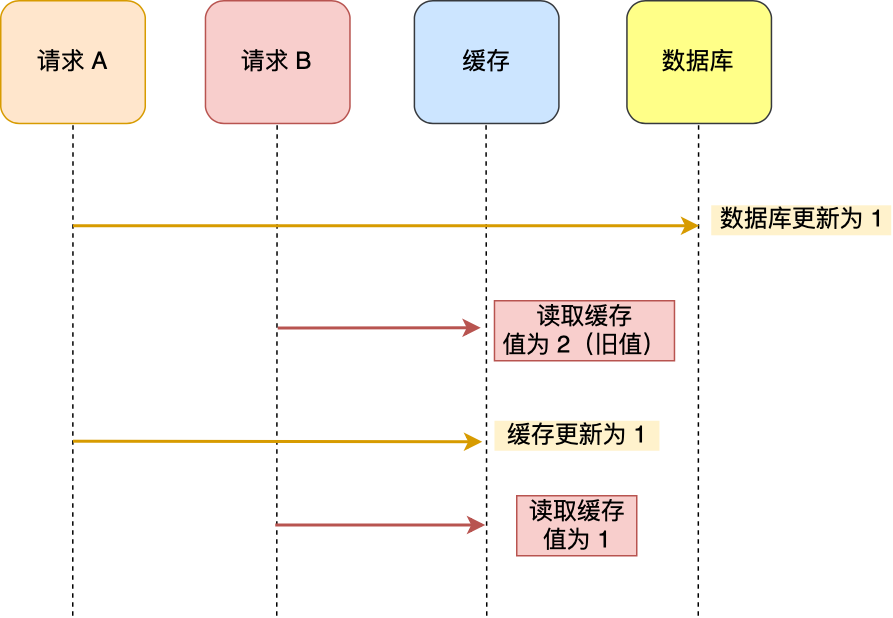 请求 A
请求 B
缓存
数据库
数据库更新为 1
读取缓存
值为 2（旧值）
缓存更新为 1
读取缓存
值为 1